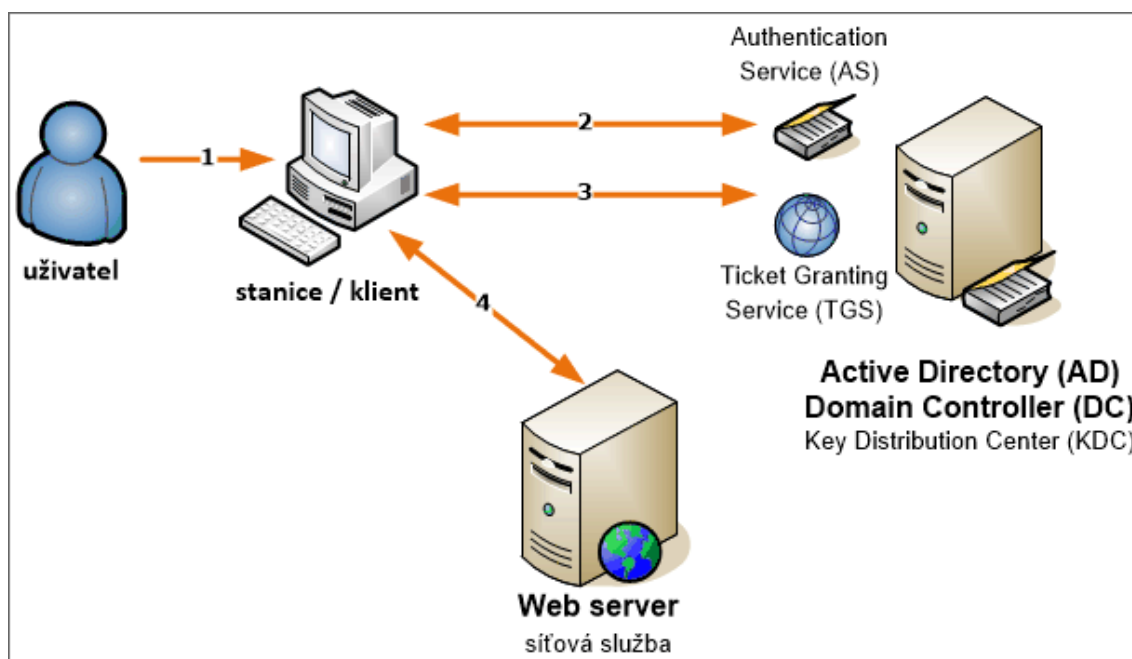 Authentication
Service (AS)
1
2
3
uživatel
stanice / klient
Ticket Granting
Service (TGS)
4
Active Directory (AD)
Domain Controller (DC)
Key Distribution Center (KDC)
Web server
síťová služba